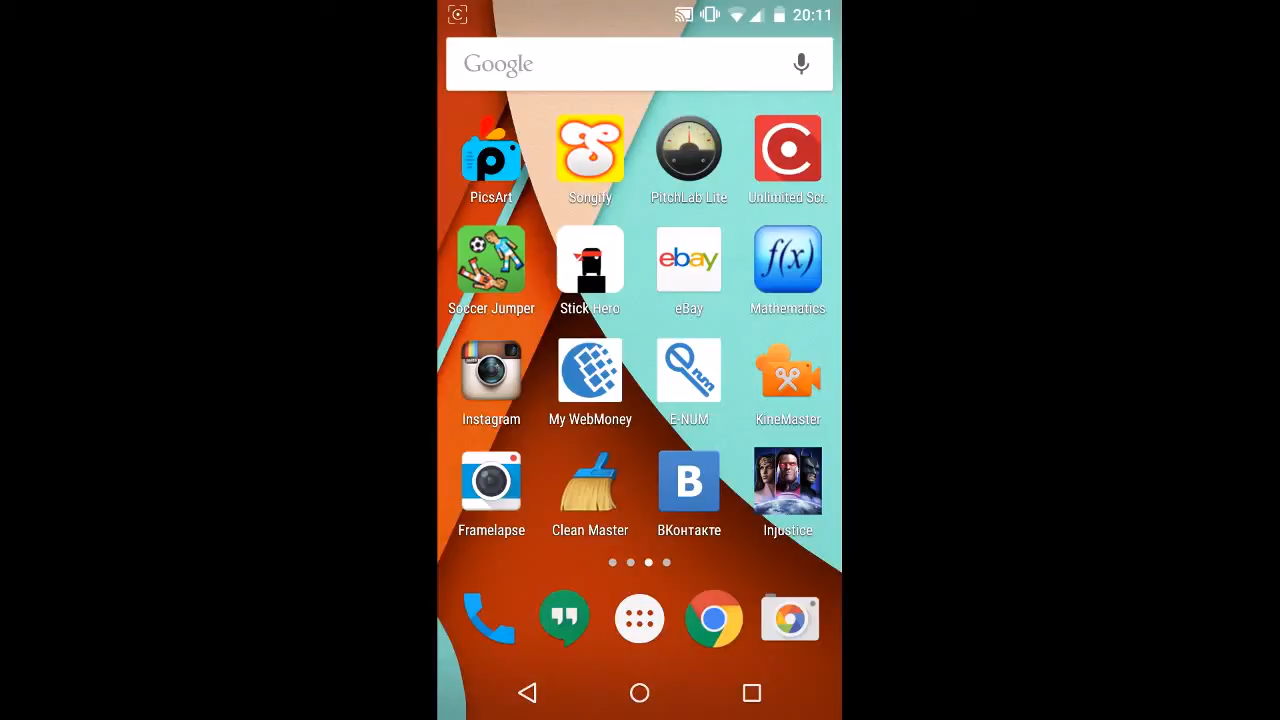 20:11
Google
PicsArt
Songify
PitchLab Lite
Unlimited Scr.
ebay
f(x)
Soccer Jumper
Stick Hero
eBay
Mathematics
Instagram
My WebMoney
E-NUM
KineMaster
B
Framelapse
Clean Master
ВКонтакте
Injustice